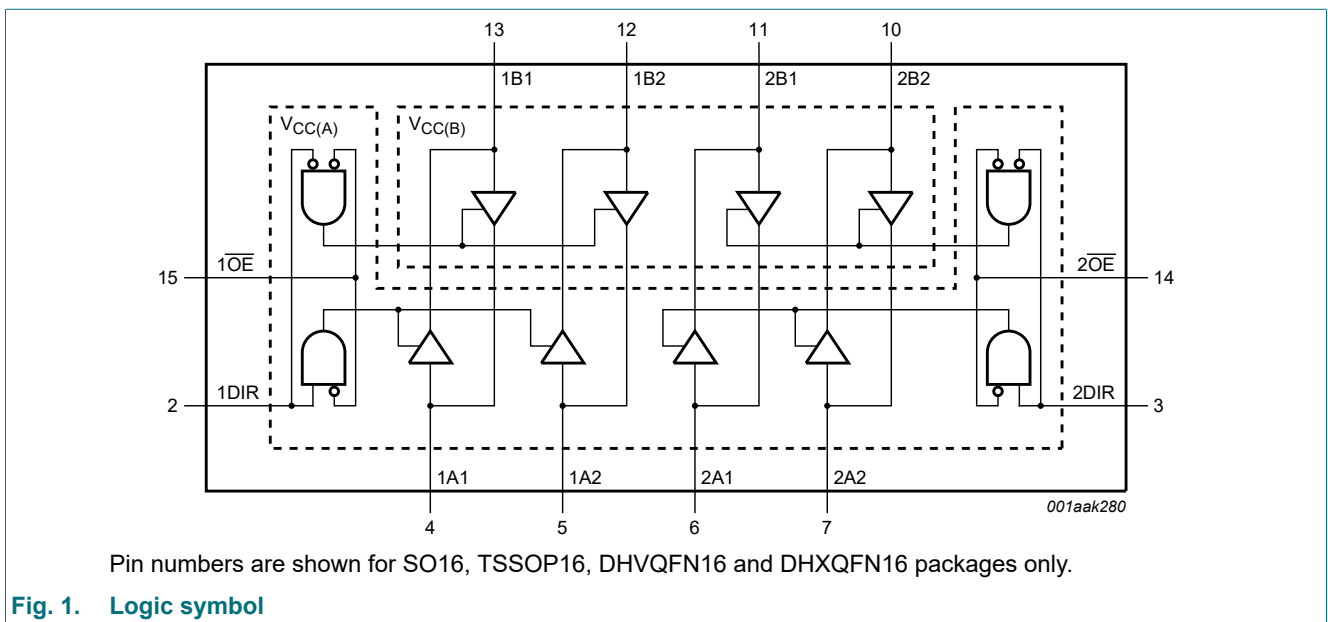 13 12 11 10
1B1 1B2 2B1 2B2
VCC(A) VCC(B)
15 1OE 2OE 14
2 1DIR 2DIR 3
1A1 1A2 2A1 2A2
001aak280
4 5 6 7
Pin numbers are shown for SO16, TSSOP16, DHVQFN16 and DHXQFN16 packages only.
Fig. 1. Logic symbol